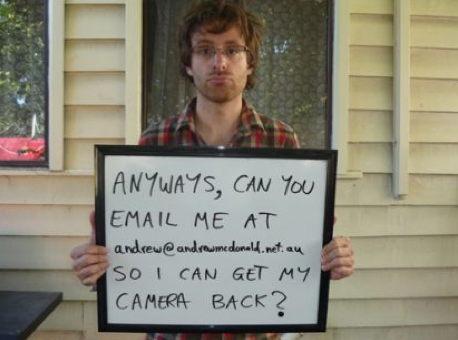 ANYWAYS, CAN YOU
EMAIL ME AT
andrew@andrewmcdonald.net.au
SO I CAN GET MY
CAMERA BACK?